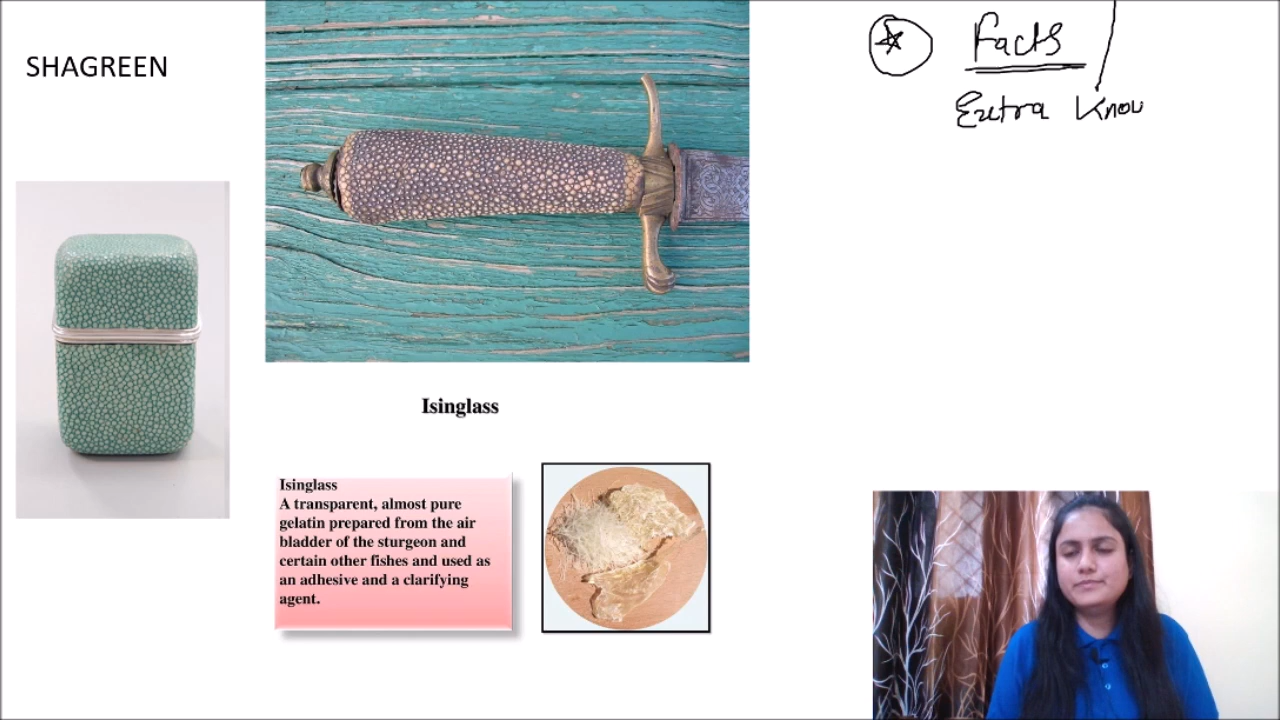 SHAGREEN
Facts
Extra Know
Isinglass
Isinglass
A transparent, almost pure
gelatin prepared from the air
bladder of the sturgeon and
certain other fishes and used as
an adhesive and a clarifying
agent.